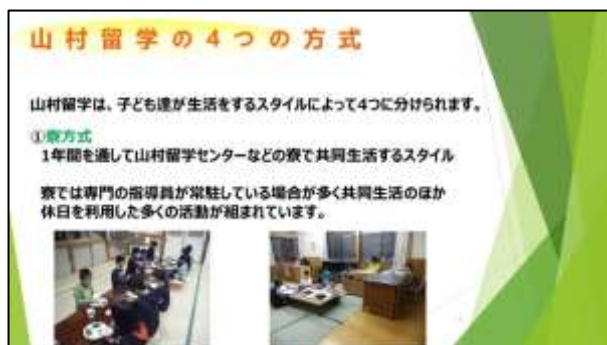 山村留学の4つの方式
山村留学は、子ども達が生活をするスタイルによって4つに分けられます。
①寮方式
1年間を通して山村留学センターなどの寮で共同生活するスタイル
寮では専門の指導員が常駐している場合が多く共同生活のほか
休日を利用した多くの活動が組まれています。